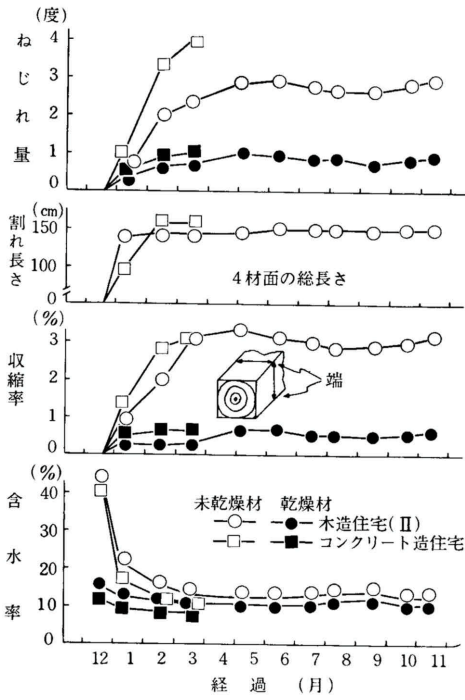 (度)
ねじれ量
4
3
2
1
0
(cm)
割れ長さ
150
100
0
4材面の総長さ
(%)
収縮率
3
2
1
0
端
(%)
含水率
40
30
20
10
0
未乾燥材 乾燥材
木造住宅(Ⅱ)
コンクリート造住宅
12 1 2 3 4 5 6 7 8 9 10 11
経過(月)